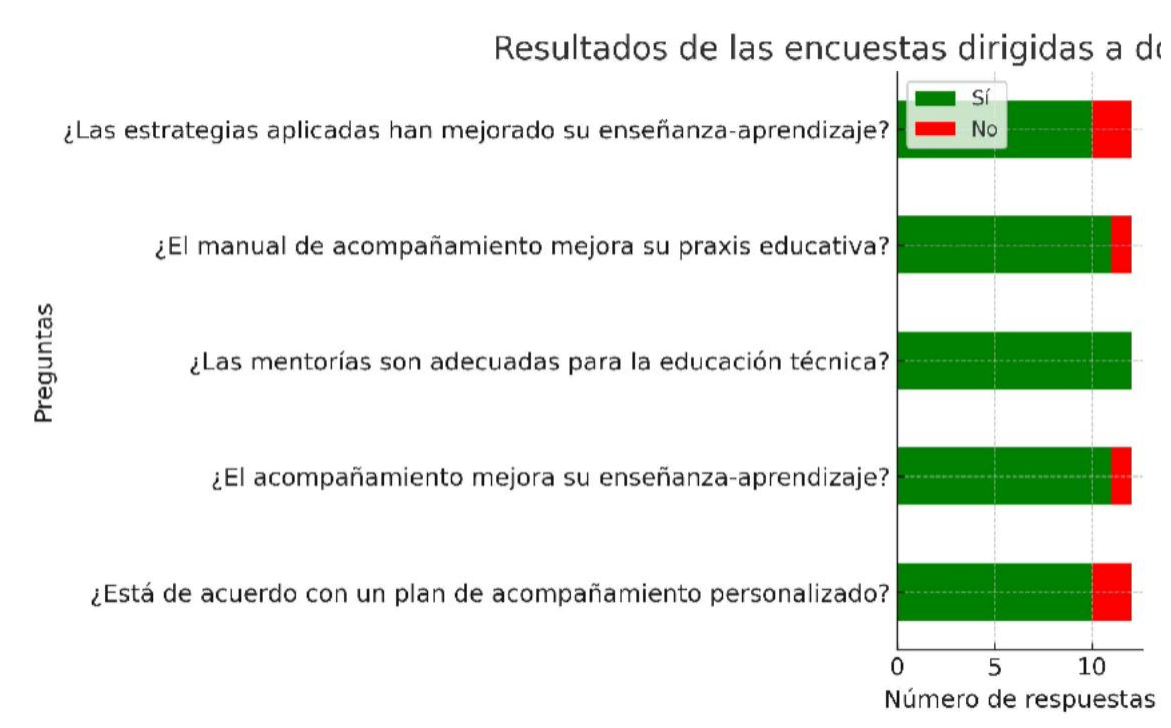 Resultados de las encuestas dirigidas a
Sí
No
¿Las estrategias aplicadas han mejorado su enseñanza-aprendizaje?
¿El manual de acompañamiento mejora su praxis educativa?
¿Las mentorías son adecuadas para la educación técnica?
¿El acompañamiento mejora su enseñanza-aprendizaje?
¿Está de acuerdo con un plan de acompañamiento personalizado?
Preguntas
0 5 10
Número de respuestas